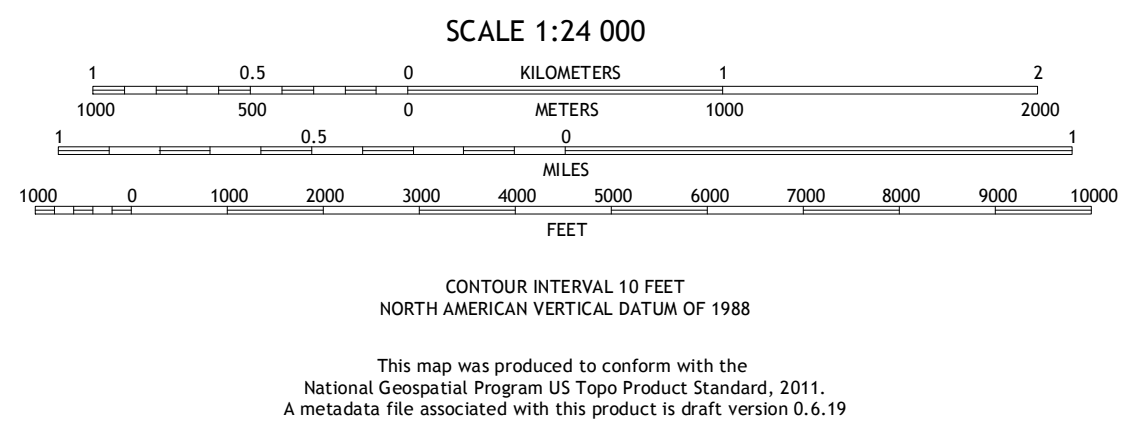 SCALE 1:24 000
1 0.5 0 KILOMETERS 1 2
1000 500 0 METERS 1000 2000
1 0.5 0 1
MILES
1000 0 1000 2000 3000 4000 5000 6000 7000 8000 9000 10000
FEET
CONTOUR INTERVAL 10 FEET
NORTH AMERICAN VERTICAL DATUM OF 1988
This map was produced to conform with the
National Geospatial Program US Topo Product Standard, 2011.
A metadata file associated with this product is draft version 0.6.19